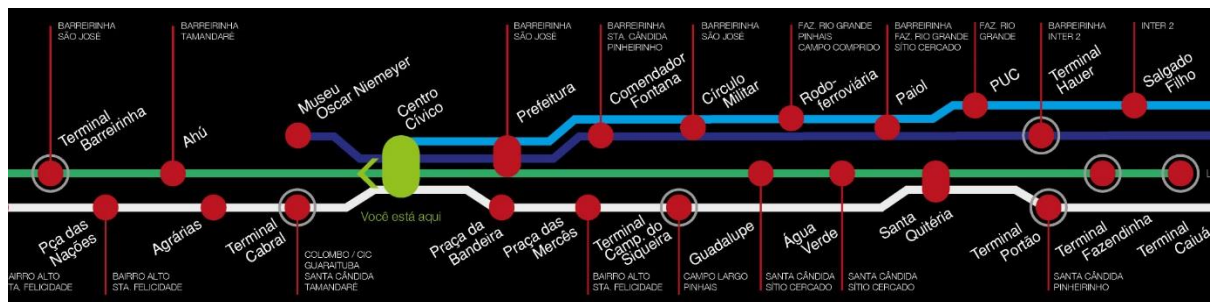 BARREIRINHA
SÃO JOSÉ
BARREIRINHA
TAMANDARÉ
BARREIRINHA
SÃO JOSÉ
BARREIRINHA
STA. CÂNDIDA
PINHEIRINHO
BARREIRINHA
SÃO JOSÉ
FAZ. RIO GRANDE
PINHAIS
CAMPO COMPRIDO
BARREIRINHA
FAZ. RIO GRANDE
SÍTIO CERCADO
FAZ. RIO
GRANDE
BARREIRINHA
INTER 2
INTER 2
Terminal
Barreirinha
Ahú
Museu
Oscar Niemeyer
Centro
Cívico
Prefeitura
Comendador
Fontana
Círculo
Militar
Rodo-
ferroviária
Paiol
PUC
Terminal
Hauer
Salgado
Filho
L
Você está aqui
Pça das
Nações
Agrárias
Terminal
Cabral
Praça da
Bandeira
Praça das
Mercês
Terminal
Camp. do
Siqueira
Guadalupe
Água
Verde
Santa
Quitéria
Terminal
Portão
Terminal
Fazendinha
Terminal
Caiuá
AIRRO ALTO
TA. FELICIDADE
BAIRRO ALTO
STA. FELICIDADE
COLOMBO / CIC
GUARAITUBA
SANTA CÂNDIDA
TAMANDARÉ
BAIRRO ALTO
STA. FELICIDADE
CAMPO LARGO
PINHAIS
SANTA CÂNDIDA
SÍTIO CERCADO
SANTA CÂNDIDA
SÍTIO CERCADO
SANTA CÂNDIDA
PINHEIRINHO